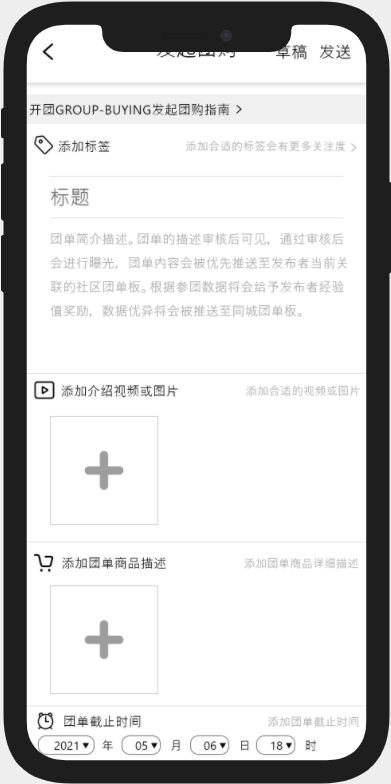 发起团购 草稿 发送
开团GROUP-BUYING发起团购指南 >
添加标签 添加合适的标签会有更多关注度 >
标题
团单简介描述。团单的描述审核后可见，通过审核后
会进行曝光，团单内容会被优先推送至发布者当前关
联的社区团单板。根据参团数据将会给予发布者经验
值奖励，数据优异将会被推送至同城团单板。
添加介绍视频或图片 添加合适的视频或图片
添加团单商品描述 添加团单商品详细描述
团单截止时间 添加团单截止时间
2021 年 05 月 06 日 18 时